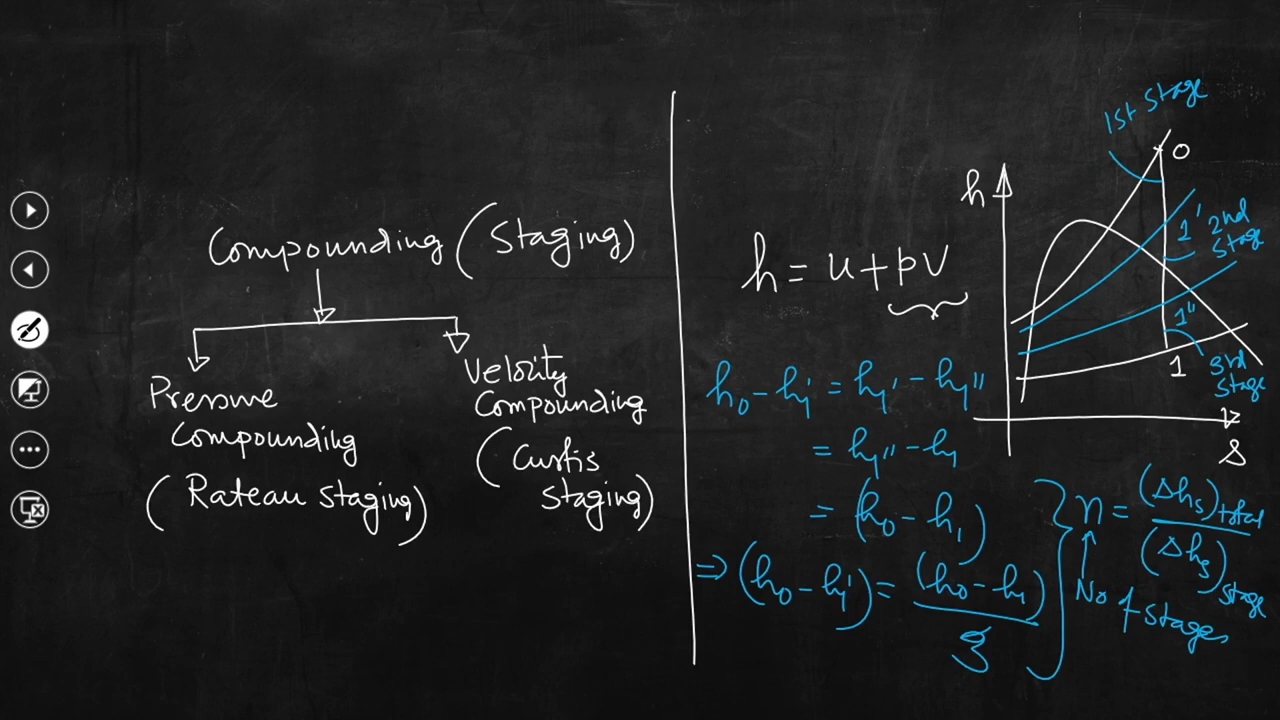 Compounding (Staging)
Pressure
Compounding
(Rateau Staging)
Velocity
Compounding
(Curtis
Staging)
h = u + pv
h₀ - h₁' = h₁' - h₁''
= h₁'' - h₁
= (h₀ - h₁)
⇒ (h₀ - h₁') = (h₀ - h₁) / 3
} n = (Δhs)total / (Δhs)stage
No of stages
h
1st stage
0
1'
2nd
stage
1''
1
3rd
stage
s